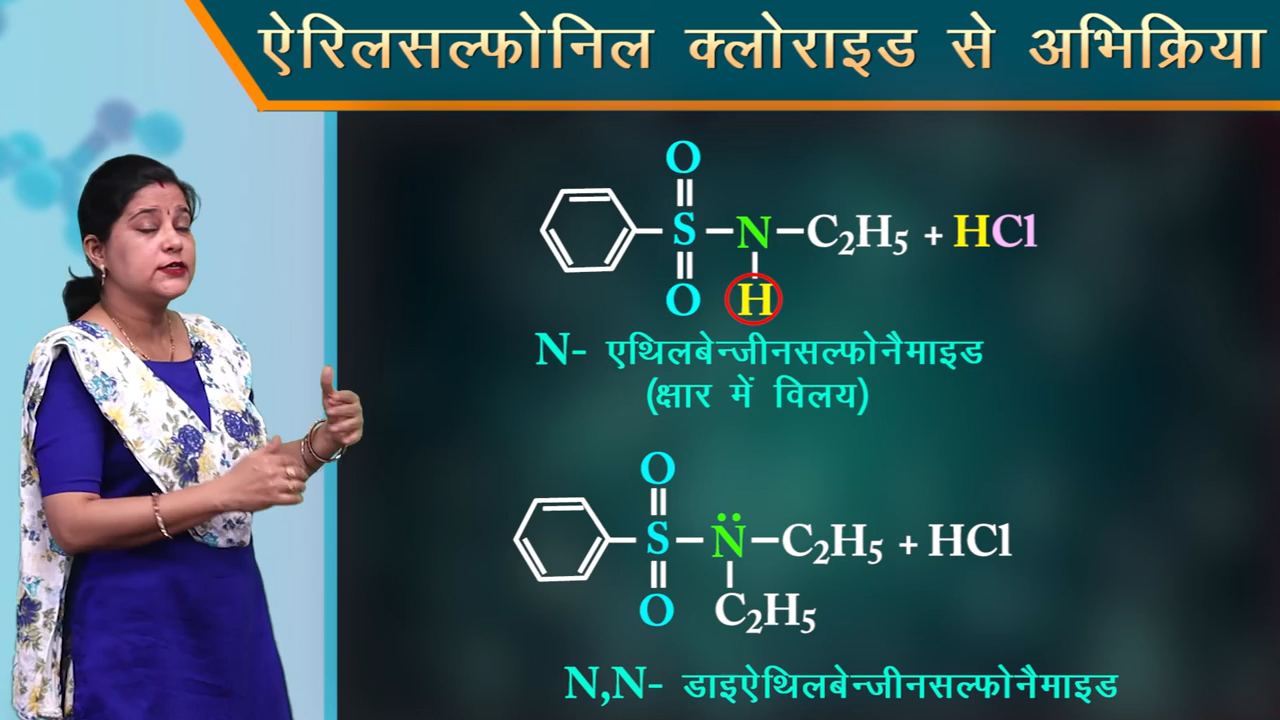 ऐरिलसल्फोनिल क्लोराइड से अभिक्रिया
O
S – N – C₂H₅ + HCl
O H
N- एथिलबेन्जीनसल्फोनैमाइड
(क्षार में विलय)
O
S – N̈ – C₂H₅ + HCl
O C₂H₅
N,N- डाइऐथिलबेन्जीनसल्फोनैमाइड